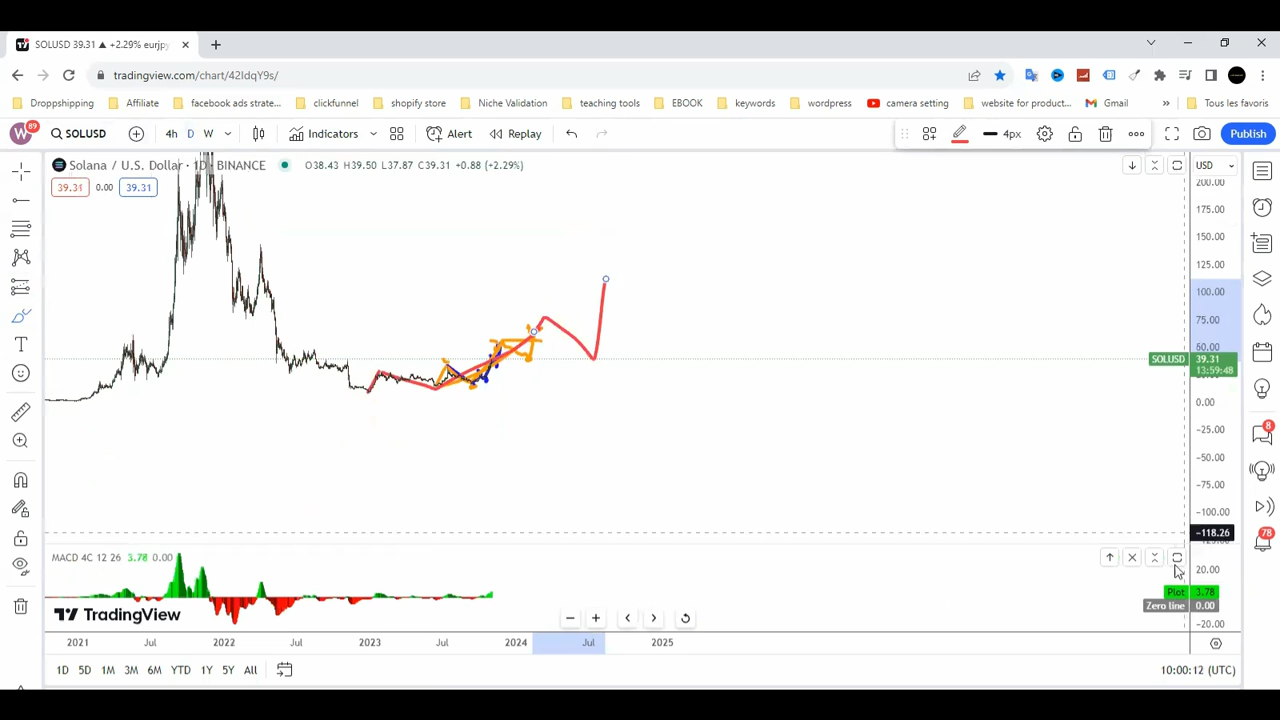 SOLUSD 39.31 ▲ +2.29% eurjpy
tradingview.com/chart/42IdqY9s/
Droppshipping Affiliate facebook ads strate... clickfunnel shopify store Niche Validation teaching tools EBOOK keywords wordpress camera setting website for product... Gmail » Tous les favoris
W 89 SOLUSD 4h D W Indicators Alert Replay 4px Publish
Solana / U.S. Dollar · 1D · BINANCE O38.43 H39.50 L37.87 C39.31 +0.88 (+2.29%) USD
39.31 0.00 39.31
200.00
175.00
150.00
125.00
100.00
75.00
50.00
SOLUSD 39.31
13:59:48
0.00
-25.00
-50.00
-75.00
-100.00
-118.26
MACD 4C 12 26 3.78 0.00
20.00
Plot 3.78
Zero line 0.00
-20.00
TradingView
2021 Jul 2022 Jul 2023 Jul 2024 Jul 2025
1D 5D 1M 3M 6M YTD 1Y 5Y All 10:00:12 (UTC)
8
78